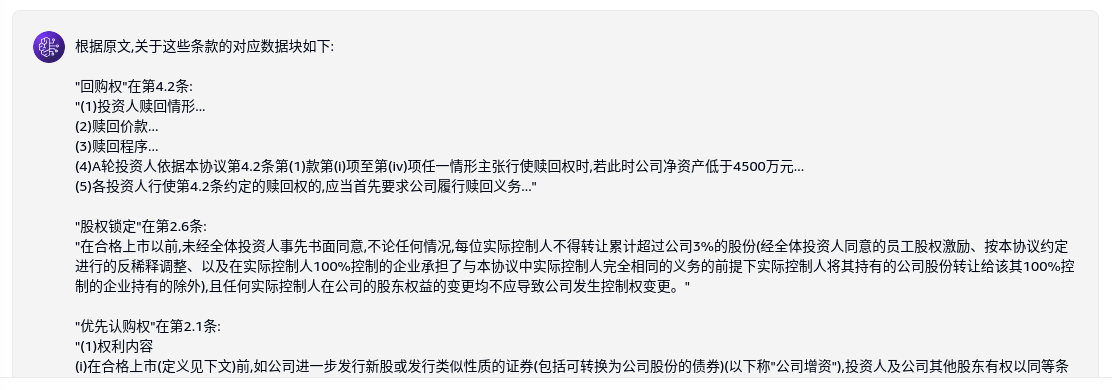 根据原文,关于这些条款的对应数据块如下:
"回购权"在第4.2条:
"(1)投资人赎回情形...
(2)赎回价款...
(3)赎回程序...
(4)A轮投资人依据本协议第4.2条第(1)款第(i)项至第(iv)项任一情形主张行使赎回权时,若此时公司净资产低于4500万元...
(5)各投资人行使第4.2条约定的赎回权的,应当首先要求公司履行赎回义务..."
"股权锁定"在第2.6条:
"在合格上市以前,未经全体投资人事先书面同意,不论任何情况,每位实际控制人不得转让累计超过公司3%的股份(经全体投资人同意的员工股权激励、按本协议约定
进行的反稀释调整、以及在实际控制人100%控制的企业承担了与本协议中实际控制人完全相同的义务的前提下实际控制人将其持有的公司股份转让给该其100%控
制的企业持有的除外),且任何实际控制人在公司的股东权益的变更均不应导致公司发生控制权变更。"
"优先认购权"在第2.1条:
"(1)权利内容
(i)在合格上市(定义见下文)前,如公司进一步发行新股或发行类似性质的证券(包括可转换为公司股份的债券)(以下称"公司增资"),投资人及公司其他股东有权以同等条